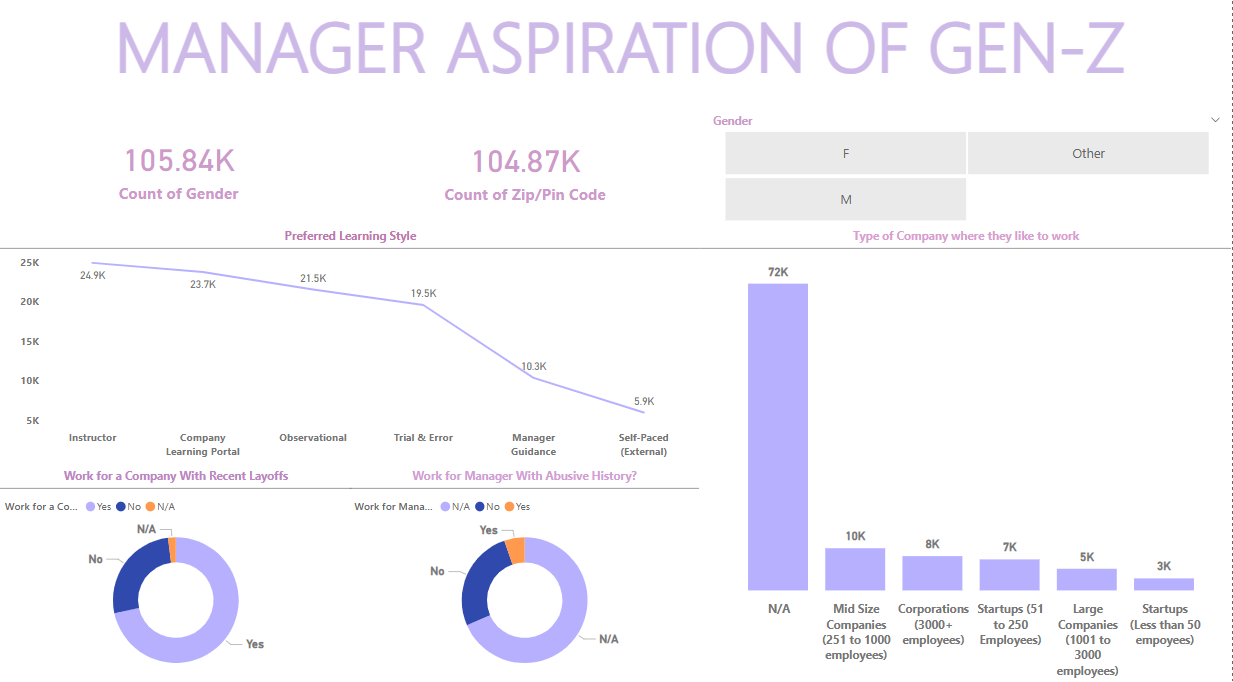 MANAGER ASPIRATION OF GEN-Z
105.84K
Count of Gender
104.87K
Count of Zip/Pin Code
Gender
F
Other
M
Preferred Learning Style
25K
20K
15K
10K
5K
24.9K
23.7K
21.5K
19.5K
10.3K
5.9K
Instructor
Company
Learning Portal
Observational
Trial & Error
Manager
Guidance
Self-Paced
(External)
Type of Company where they like to work
72K
10K
8K
7K
5K
3K
N/A
Mid Size
Companies
(251 to 1000
employees)
Corporations
(3000+
employees)
Startups (51
to 250
Employees)
Large
Companies
(1001 to
3000
employees)
Startups
(Less than 50
empoyees)
Work for a Company With Recent Layoffs
Work for a Co... Yes No N/A
N/A
No
Yes
Work for Manager With Abusive History?
Work for Mana... N/A No Yes
Yes
No
N/A